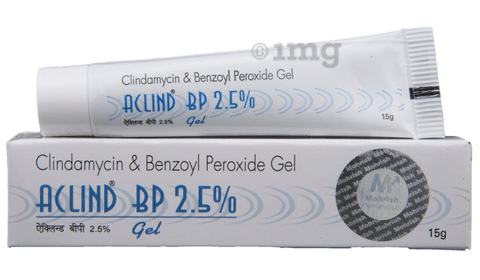 ©1mg
Clindamycin & Benzoyl Peroxide Gel
ACLIND® BP 2.5%
ऐक्लिन्ड बीपी 2.5% Gel
15g
Clindamycin & Benzoyl Peroxide Gel
ACLIND® BP 2.5%
ऐक्लिन्ड बीपी 2.5% Gel
Mohrish
15g